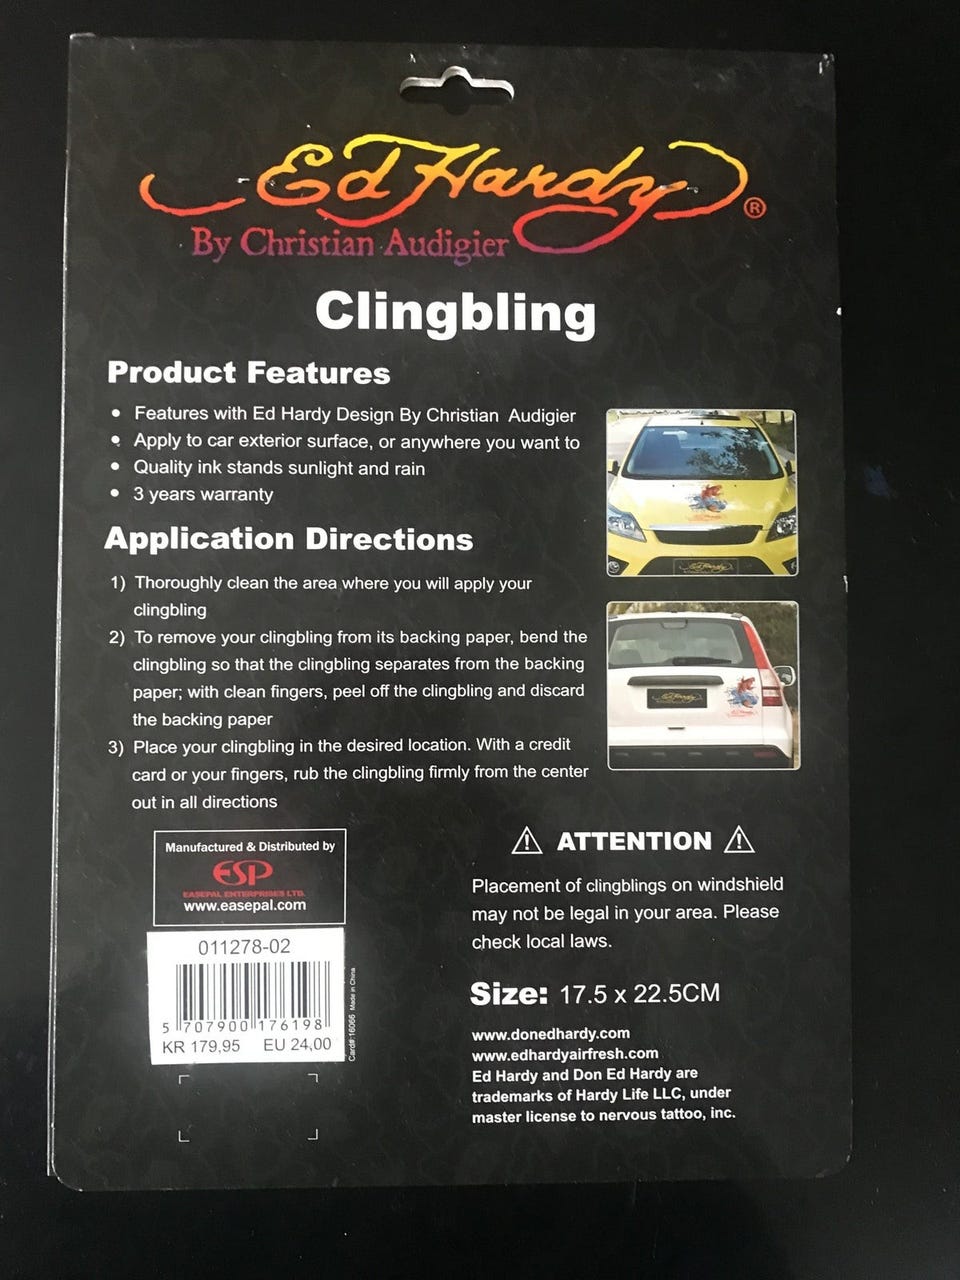 Ed Hardy ®
By Christian Audigier
Clingbling
Product Features
• Features with Ed Hardy Design By Christian Audigier
• Apply to car exterior surface, or anywhere you want to
• Quality ink stands sunlight and rain
• 3 years warranty
Application Directions
1) Thoroughly clean the area where you will apply your
clingbling
2) To remove your clingbling from its backing paper, bend the
clingbling so that the clingbling separates from the backing
paper; with clean fingers, peel off the clingbling and discard
the backing paper
3) Place your clingbling in the desired location. With a credit
card or your fingers, rub the clingbling firmly from the center
out in all directions
Ed Hardy
Ed Hardy
Manufactured & Distributed by
ESP
EASEPAL ENTERPRISES LTD.
www.easepal.com
011278-02
5 707900 176198
KR 179,95 EU 24,00
Card#:16066 Made in China
ATTENTION
Placement of clingblings on windshield
may not be legal in your area. Please
check local laws.
Size: 17.5 x 22.5CM
www.donedhardy.com
www.edhardyairfresh.com
Ed Hardy and Don Ed Hardy are
trademarks of Hardy Life LLC, under
master license to nervous tattoo, inc.